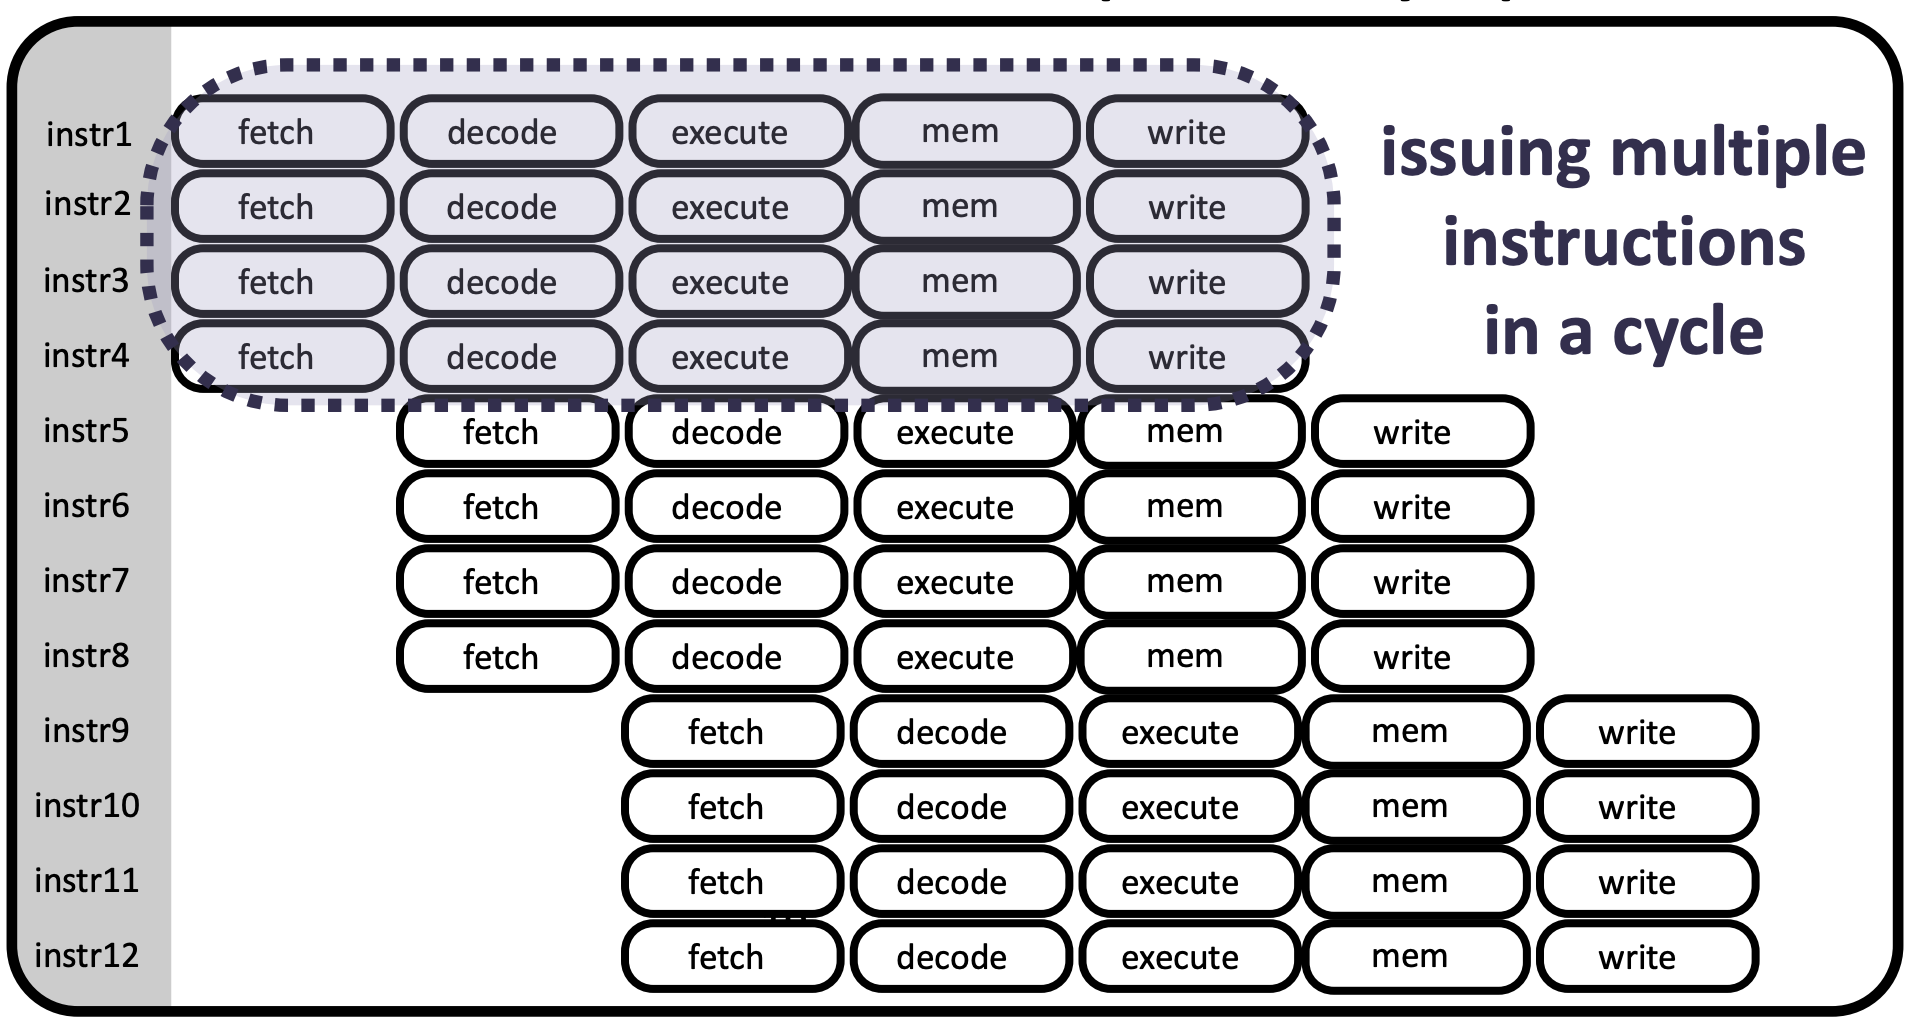 instr1 fetch decode execute mem write
instr2 fetch decode execute mem write
instr3 fetch decode execute mem write
instr4 fetch decode execute mem write
issuing multiple
instructions
in a cycle
instr5 fetch decode execute mem write
instr6 fetch decode execute mem write
instr7 fetch decode execute mem write
instr8 fetch decode execute mem write
instr9 fetch decode execute mem write
instr10 fetch decode execute mem write
instr11 fetch decode execute mem write
instr12 fetch decode execute mem write